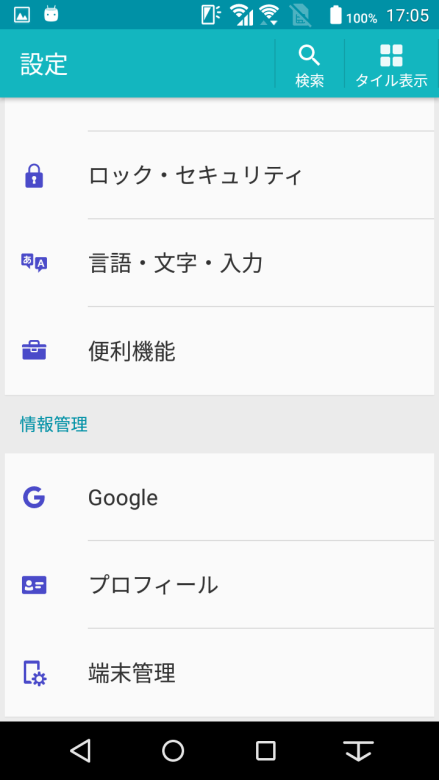 100% 17:05
設定
検索
タイル表示
ロック・セキュリティ
あA
言語・文字・入力
便利機能
情報管理
G
Google
プロフィール
端末管理